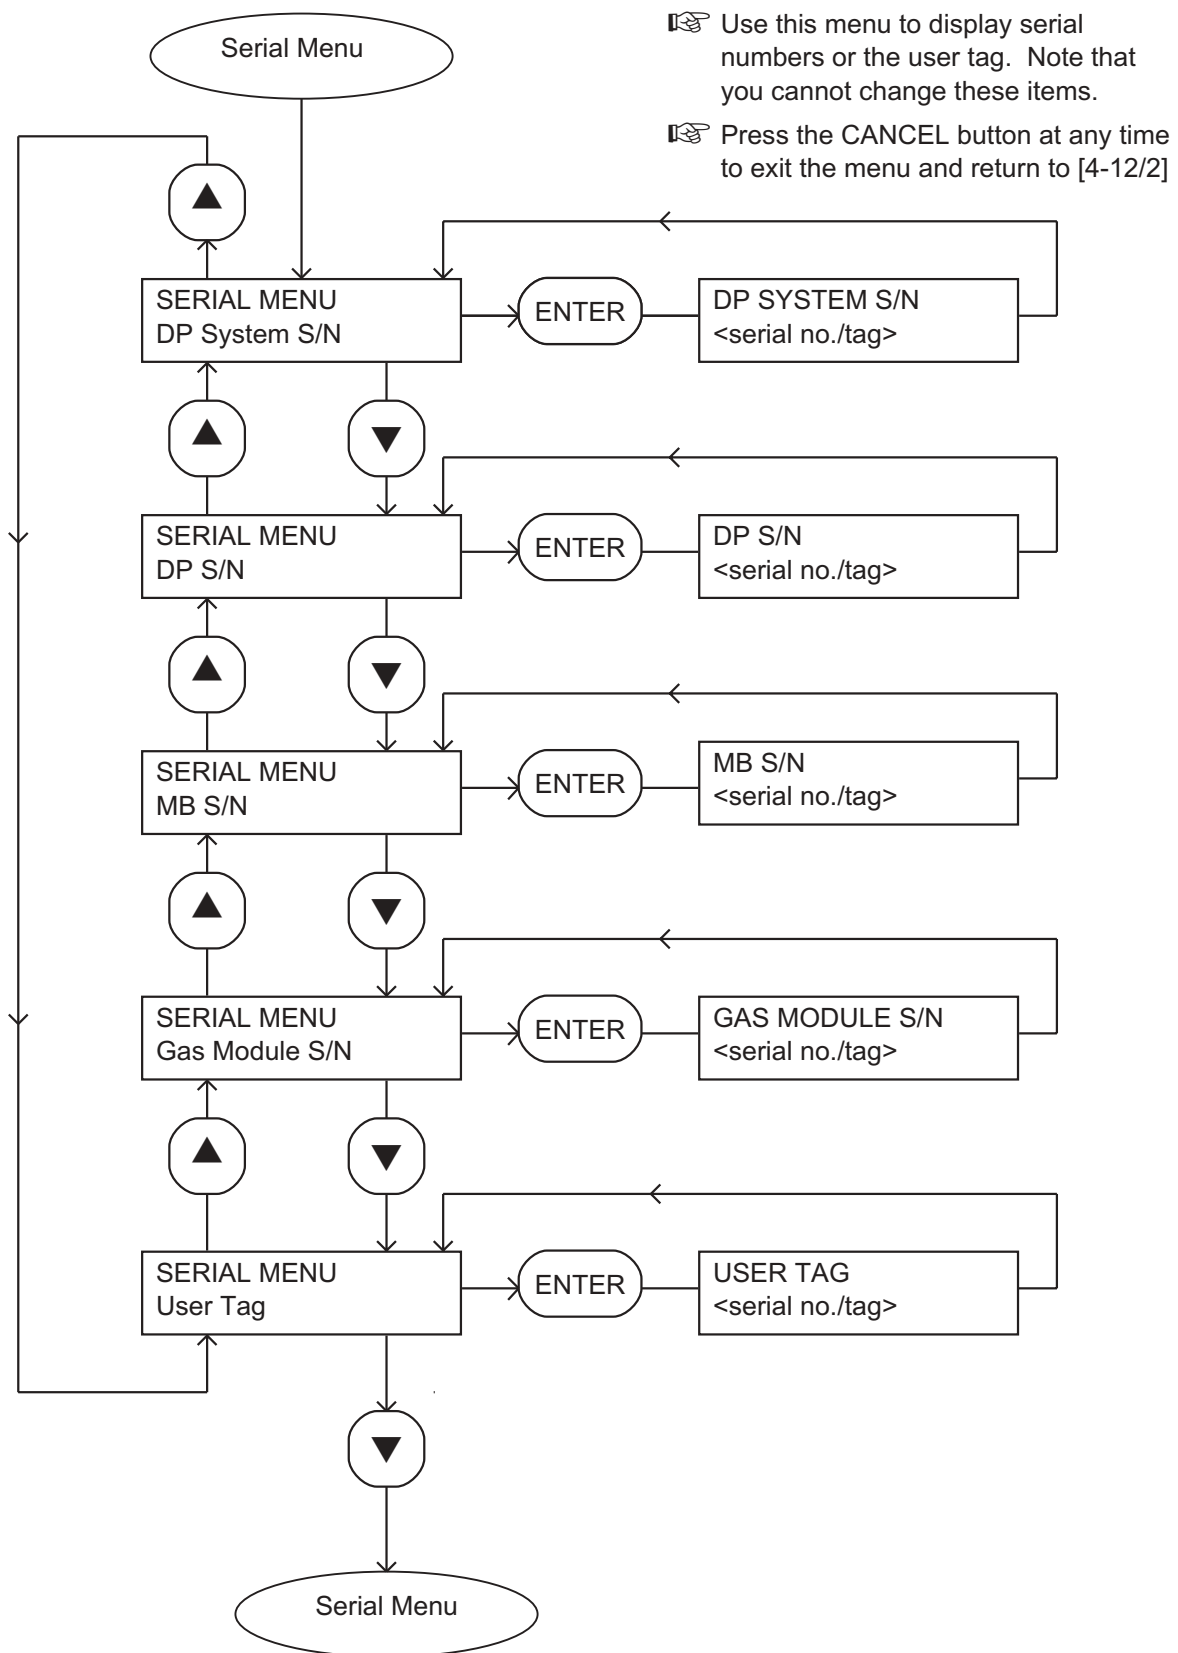 Serial Menu
☞ Use this menu to display serial
numbers or the user tag. Note that
you cannot change these items.
☞ Press the CANCEL button at any time
to exit the menu and return to [4-12/2]
SERIAL MENU
DP System S/N
ENTER
DP SYSTEM S/N
<serial no./tag>
SERIAL MENU
DP S/N
ENTER
DP S/N
<serial no./tag>
SERIAL MENU
MB S/N
ENTER
MB S/N
<serial no./tag>
SERIAL MENU
Gas Module S/N
ENTER
GAS MODULE S/N
<serial no./tag>
SERIAL MENU
User Tag
ENTER
USER TAG
<serial no./tag>
Serial Menu